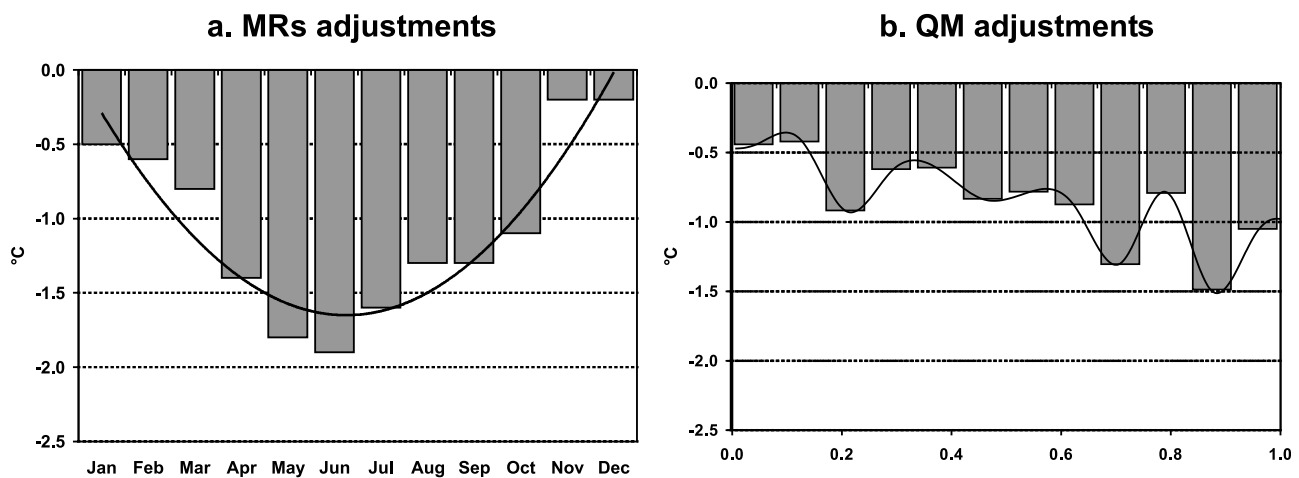 a. MRs adjustments
0.0
-0.5
-1.0
-1.5
-2.0
-2.5
°C
Jan Feb Mar Apr May Jun Jul Aug Sep Oct Nov Dec
b. QM adjustments
0.0
-0.5
-1.0
-1.5
-2.0
-2.5
°C
0.0 0.2 0.4 0.6 0.8 1.0